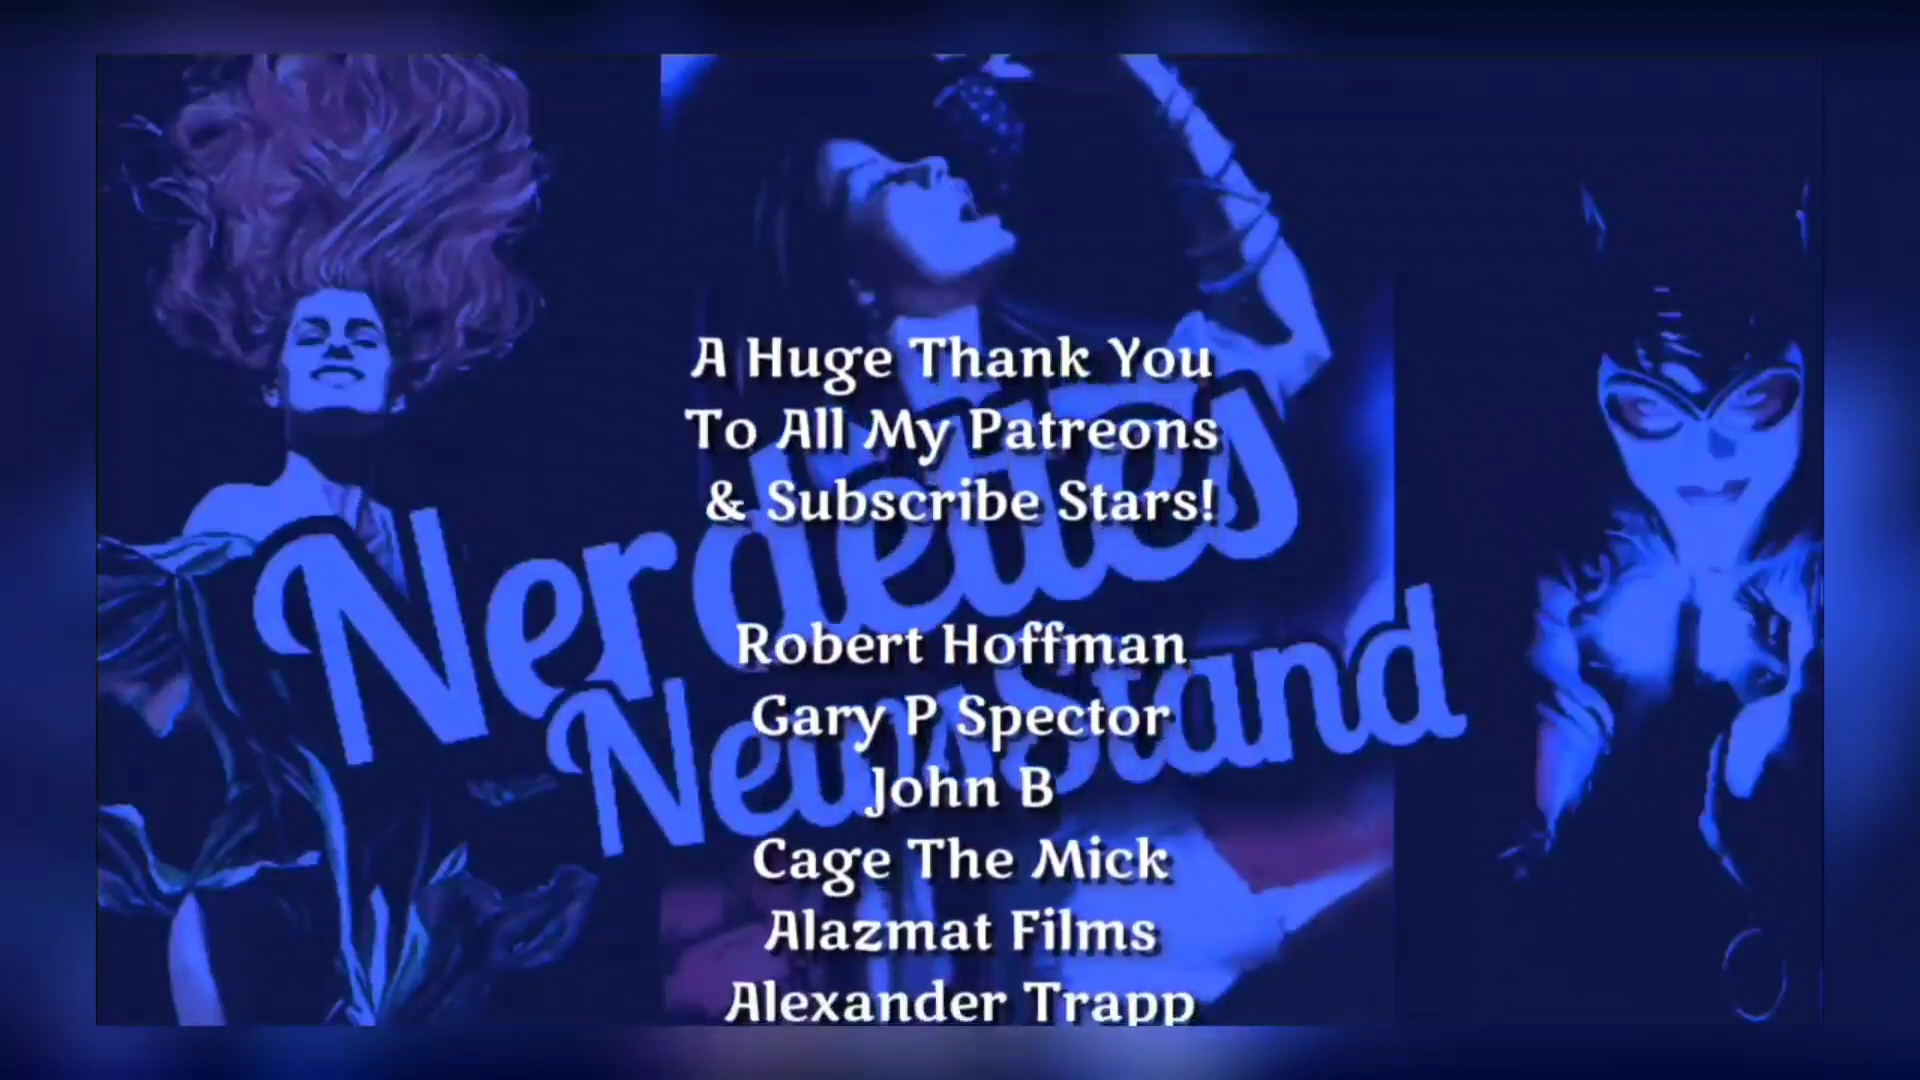 A Huge Thank You
To All My Patreons
& Subscribe Stars!
Nerdettes
NewsStand
Robert Hoffman
Gary P Spector
John B
Cage The Mick
Alazmat Films
Alexander Trapp